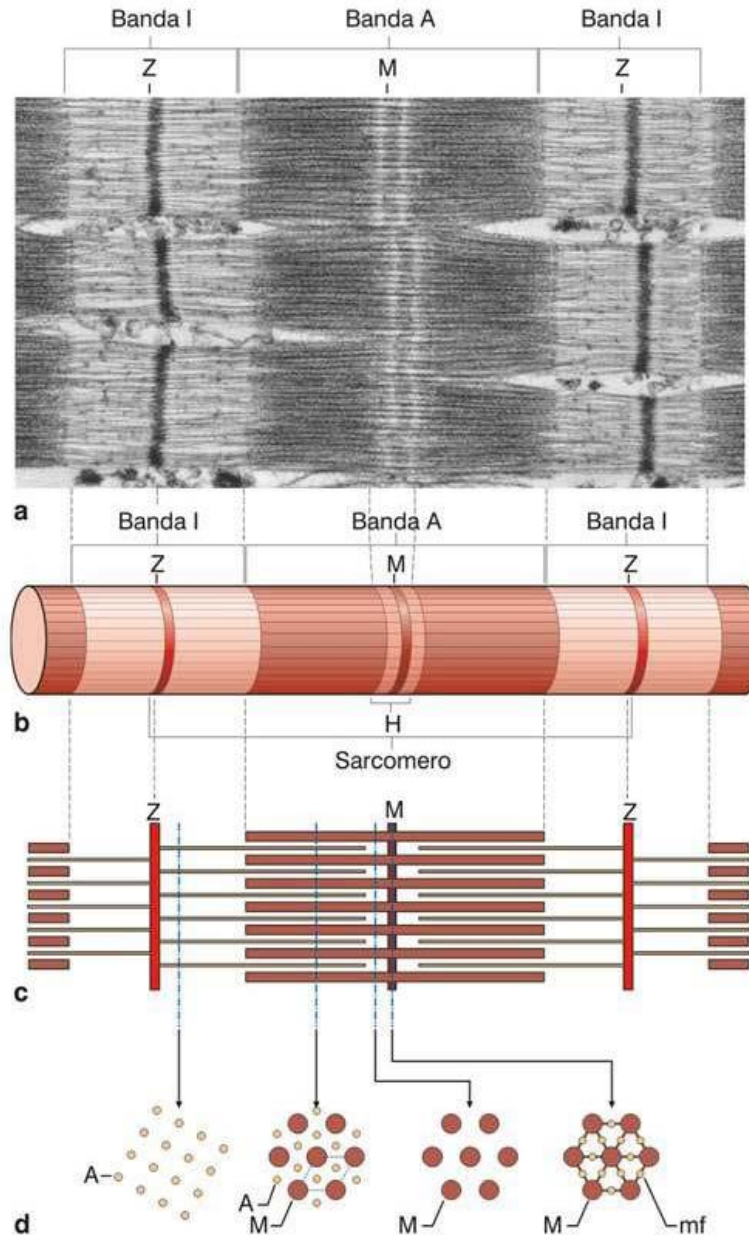 Banda I Banda A Banda I
Z M Z
a
Banda I Banda A Banda I
Z M Z
b
H
Sarcomero
Z M Z
c
A
A
M M M mf
d